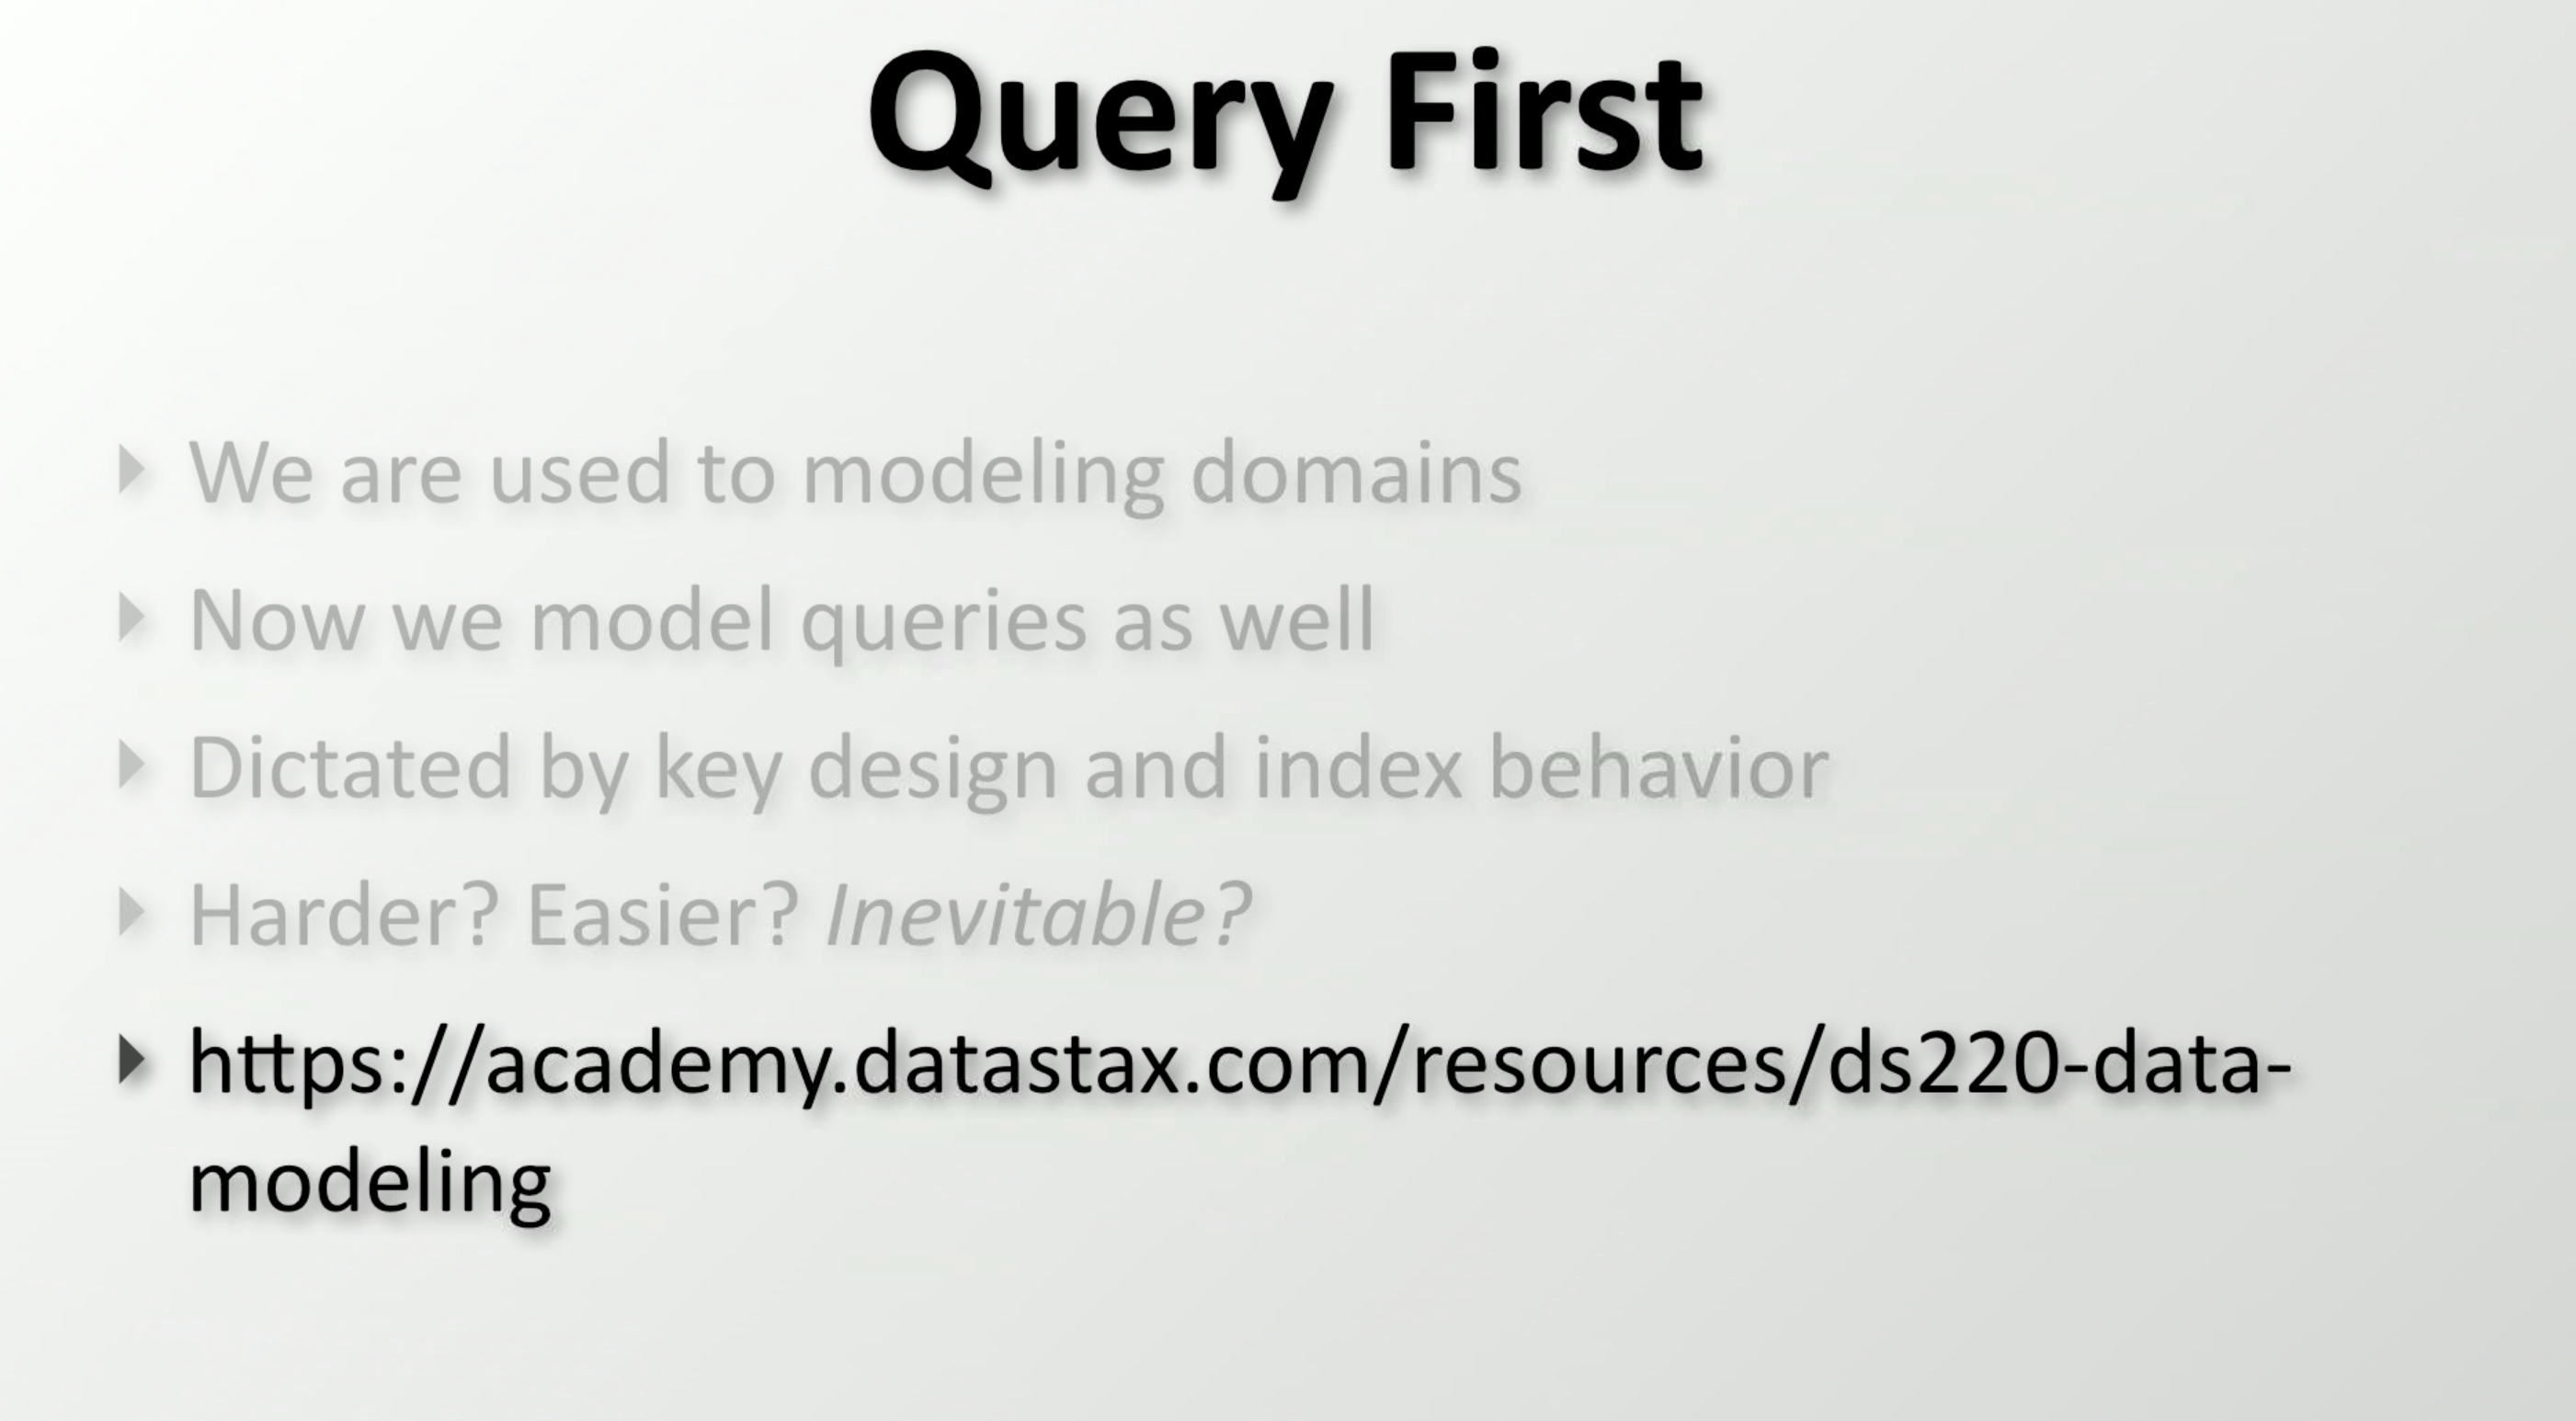 Query First
We are used to modeling domains
Now we model queries as well
Dictated by key design and index behavior
Harder? Easier? Inevitable?
https://academy.datastax.com/resources/ds220-data-
modeling